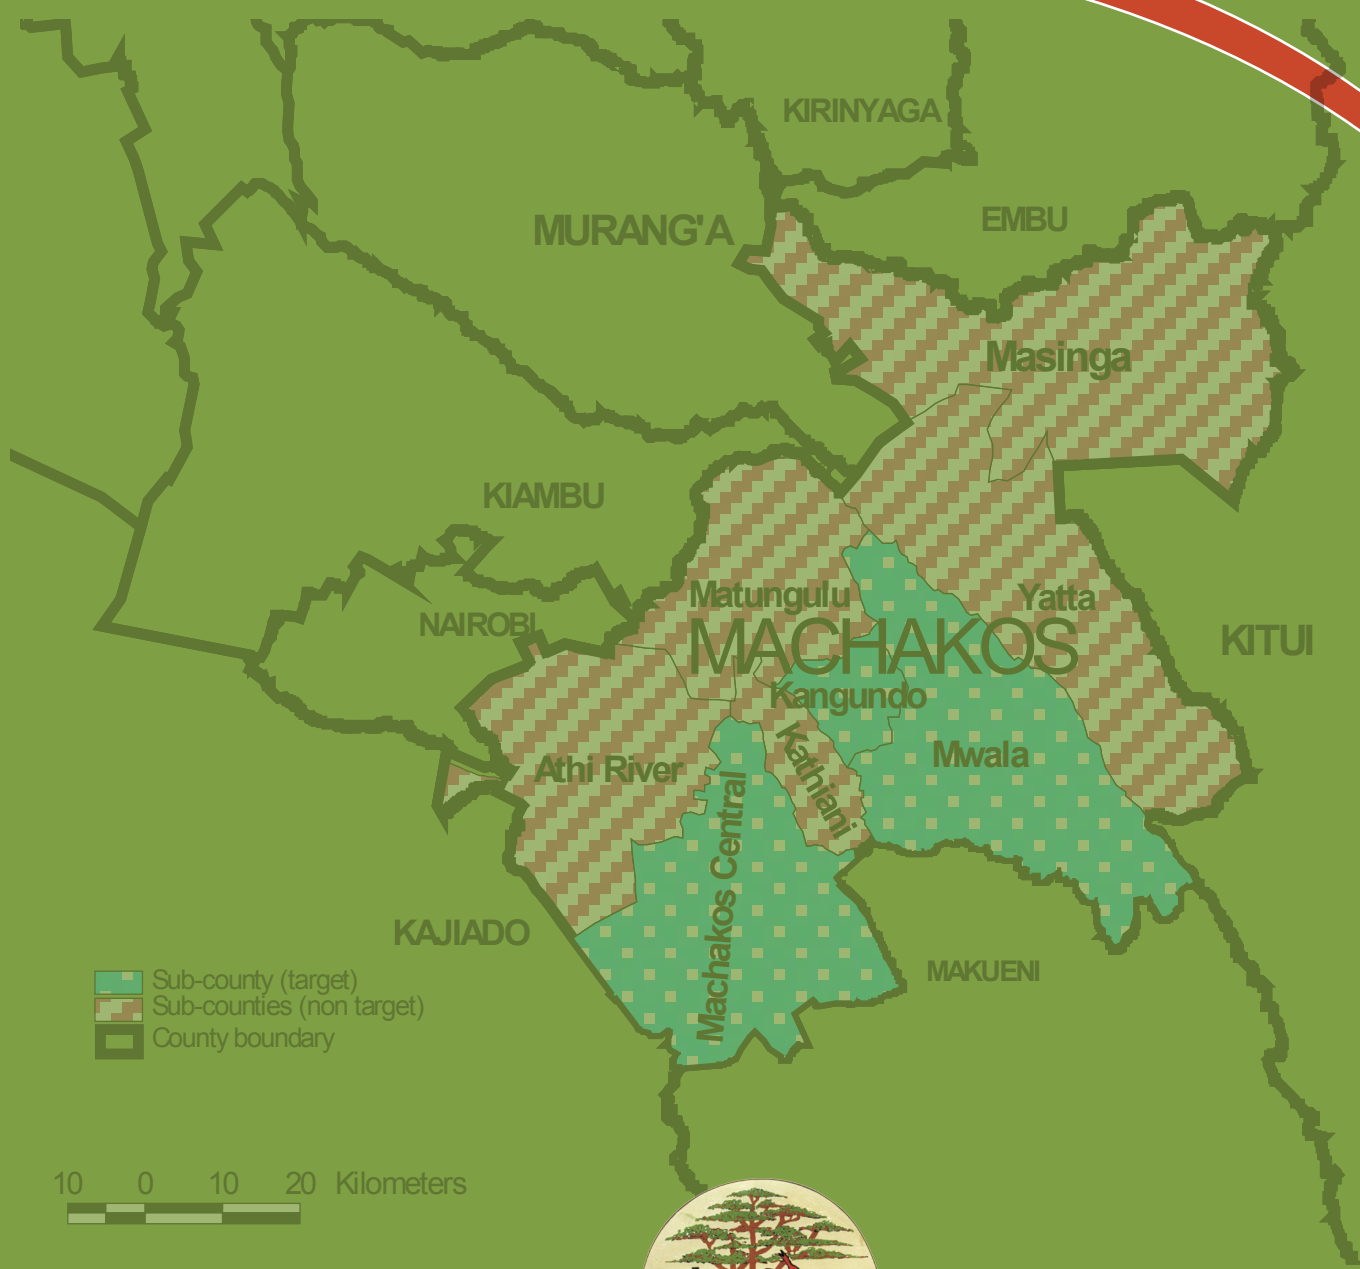 KIRINYAGA
MURANG'A
EMBU
Masinga
KIAMBU
Matungulu
Yatta
NAIROBI
MACHAKOS
KITUI
Kangundo
Kathiani
Mwala
Athi River
Machakos Central
KAJIADO
MAKUENI
Sub-county (target)
Sub-counties (non target)
County boundary
10 0 10 20 Kilometers